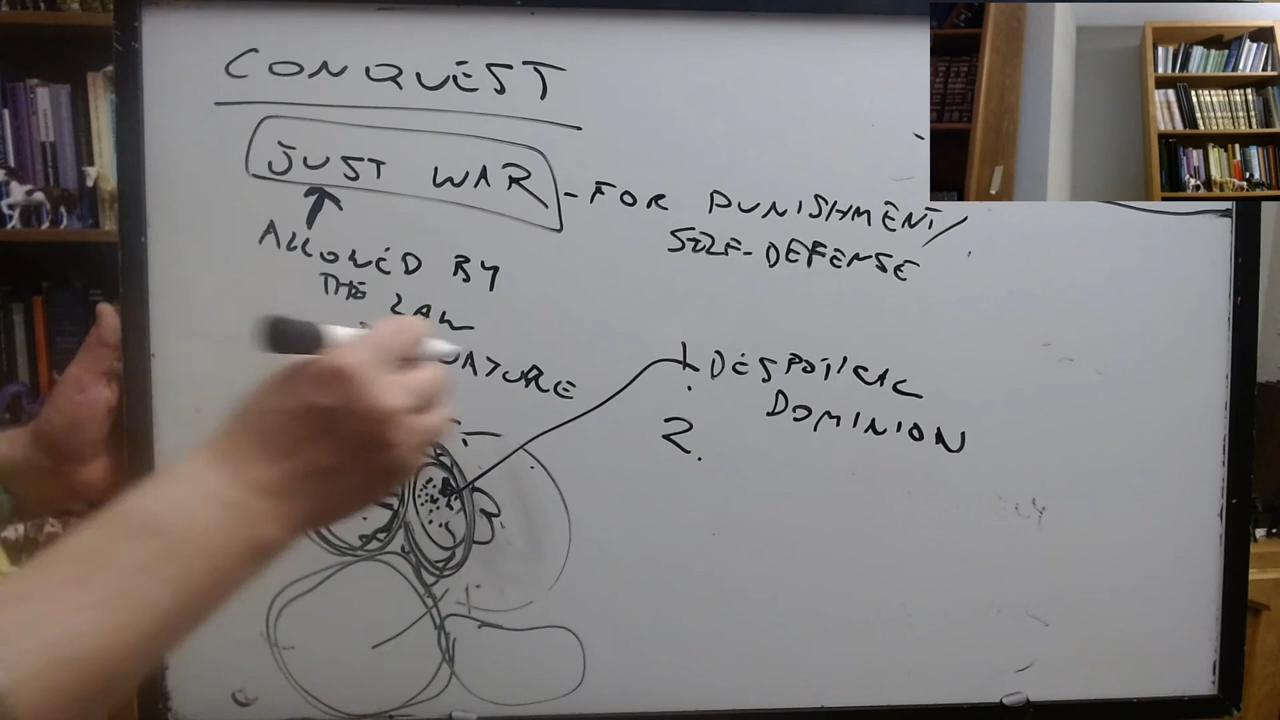 CONQUEST
JUST WAR - FOR PUNISHMENT/
SELF-DEFENSE
ALLOWED BY
THE LAW
NATURE
1. DESPOTICAL
DOMINION
2.